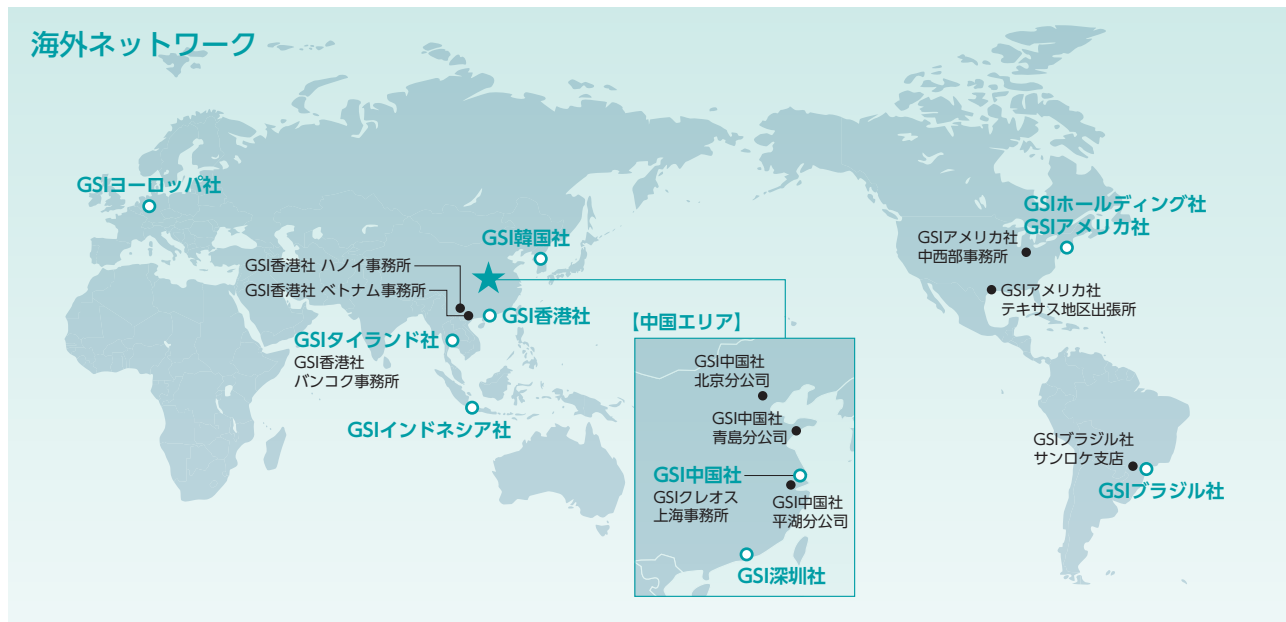 海外ネットワーク
GSIヨーロッパ社
GSI韓国社
GSI香港社 ハノイ事務所
GSI香港社 ベトナム事務所
GSI香港社
GSIタイランド社
GSI香港社
バンコク事務所
GSIインドネシア社
【中国エリア】
GSI中国社
北京分公司
GSI中国社
青島分公司
GSI中国社
GSIクレオス
上海事務所
GSI中国社
平湖分公司
GSI深圳社
GSIホールディング社
GSIアメリカ社
GSIアメリカ社
中西部事務所
GSIアメリカ社
テキサス地区出張所
GSIブラジル社
サンロケ支店
GSIブラジル社